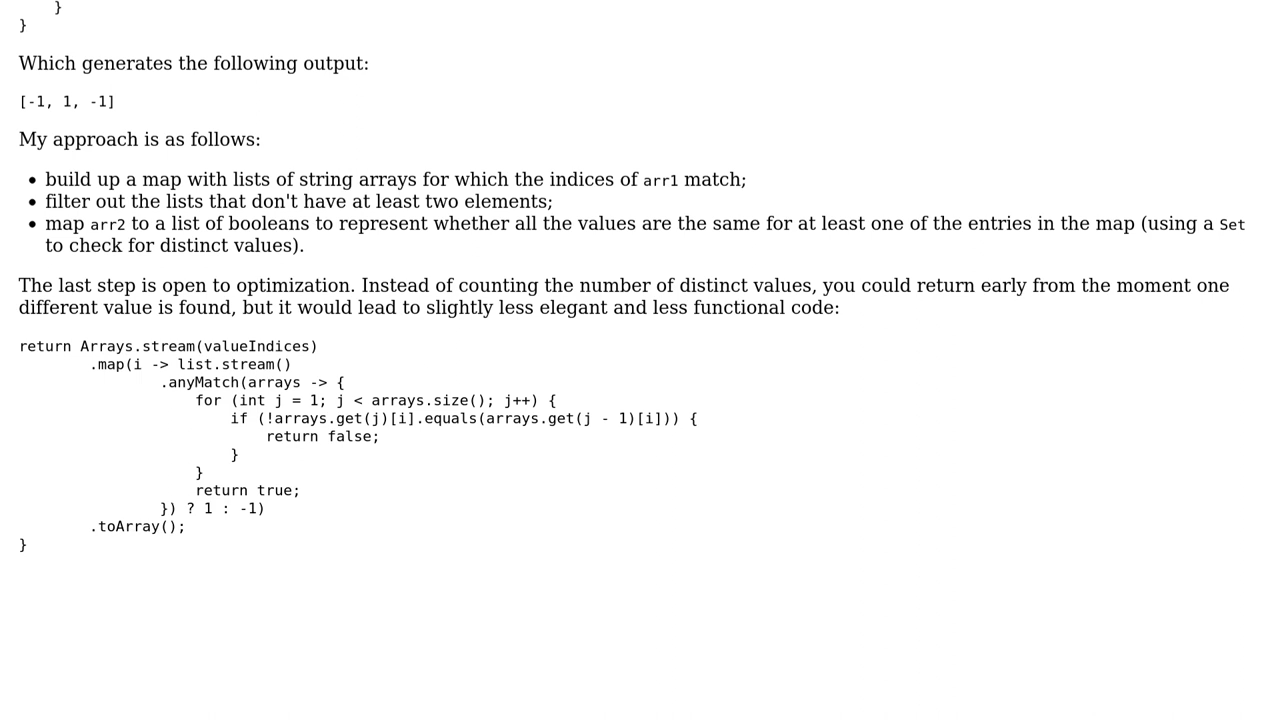 }
}
Which generates the following output:
[-1, 1, -1]
My approach is as follows:
• build up a map with lists of string arrays for which the indices of arr1 match;
• filter out the lists that don't have at least two elements;
• map arr2 to a list of booleans to represent whether all the values are the same for at least one of the entries in the map (using a Set
to check for distinct values).
The last step is open to optimization. Instead of counting the number of distinct values, you could return early from the moment one
different value is found, but it would lead to slightly less elegant and less functional code:
return Arrays.stream(valueIndices)
        .map(i -> list.stream()
                .anyMatch(arrays -> {
                    for (int j = 1; j < arrays.size(); j++) {
                        if (!arrays.get(j)[i].equals(arrays.get(j - 1)[i])) {
                            return false;
                        }
                    }
                    return true;
                }) ? 1 : -1)
        .toArray();
}